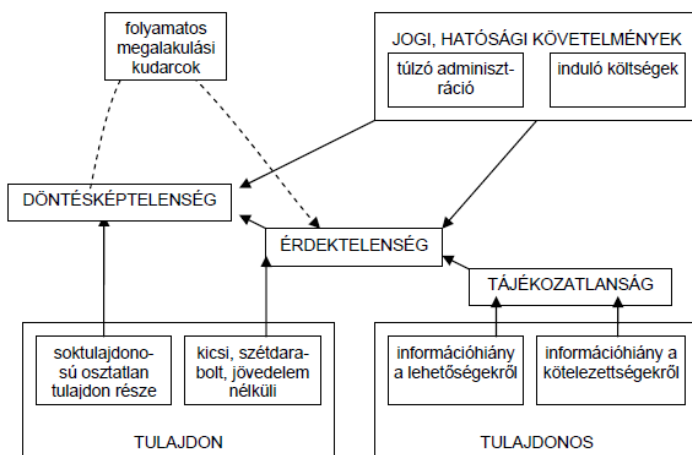 folyamatos
megalakulási
kudarcok
JOGI, HATÓSÁGI KÖVETELMÉNYEK
túlzó adminiszt-
ráció
induló költségek
DÖNTÉSKÉPTELENSÉG
ÉRDEKTELENSÉG
TÁJÉKOZATLANSÁG
soktulajdono-
sú osztatlan
tulajdon része
kicsi, szétdara-
bolt, jövedelem
nélküli
információhiány
a lehetőségekről
információhiány a
kötelezettségekről
TULAJDON
TULAJDONOS